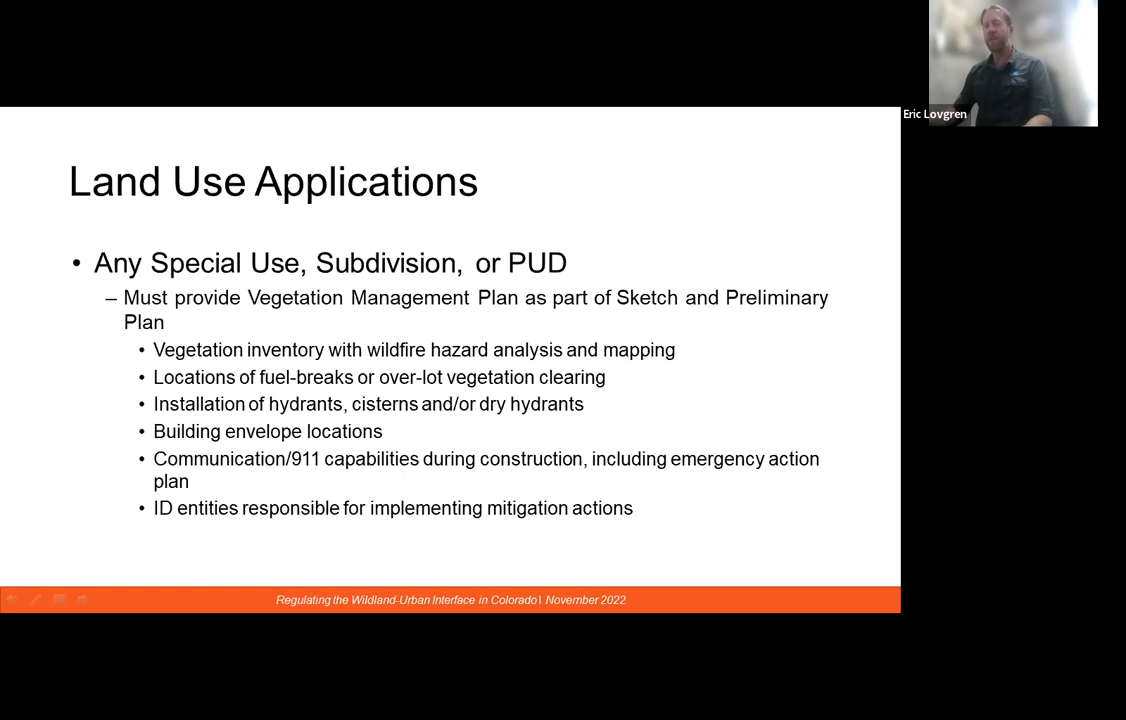 Eric Lovgren
Land Use Applications
• Any Special Use, Subdivision, or PUD
– Must provide Vegetation Management Plan as part of Sketch and Preliminary
Plan
• Vegetation inventory with wildfire hazard analysis and mapping
• Locations of fuel-breaks or over-lot vegetation clearing
• Installation of hydrants, cisterns and/or dry hydrants
• Building envelope locations
• Communication/911 capabilities during construction, including emergency action
plan
• ID entities responsible for implementing mitigation actions
Regulating the Wildland-Urban Interface in Colorado| November 2022